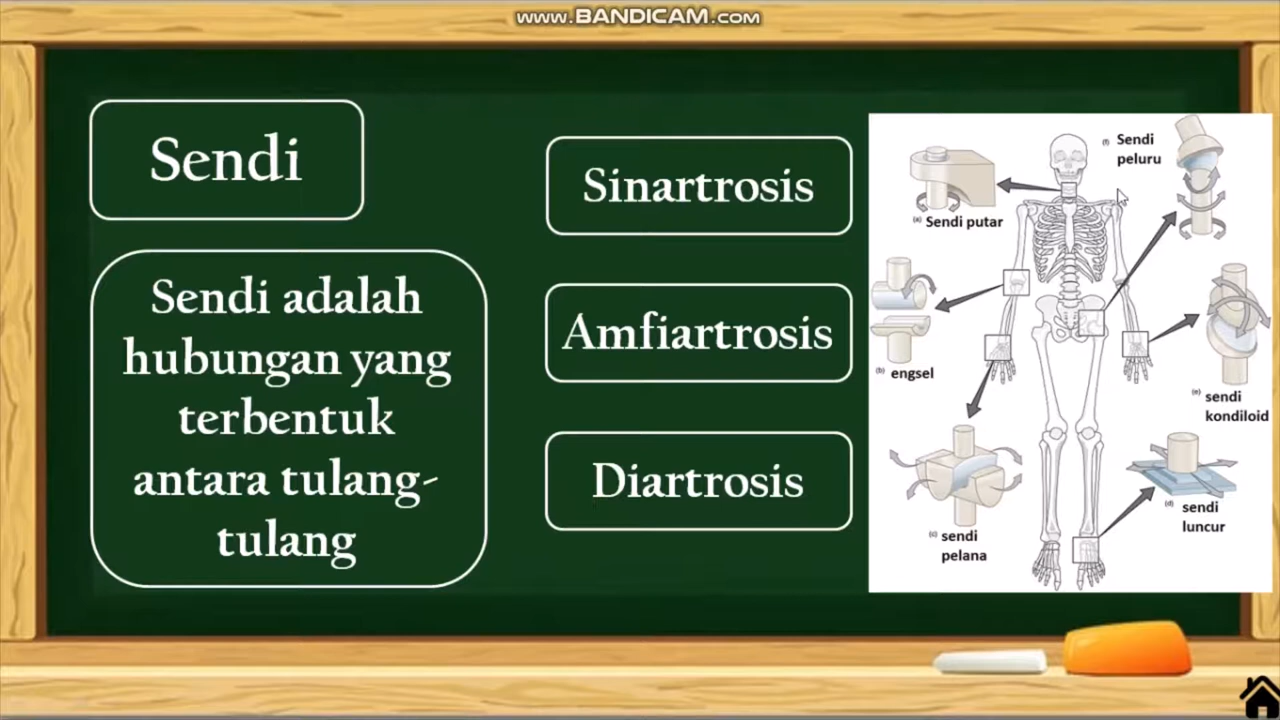 www.BANDICAM.com
Sendi
Sendi adalah
hubungan yang
terbentuk
antara tulang-
tulang
Sinartrosis
Amfiartrosis
Diartrosis
(f) Sendi
peluru
(a) Sendi putar
(b) engsel
(e) sendi
kondiloid
(c) sendi
pelana
(d) sendi
luncur